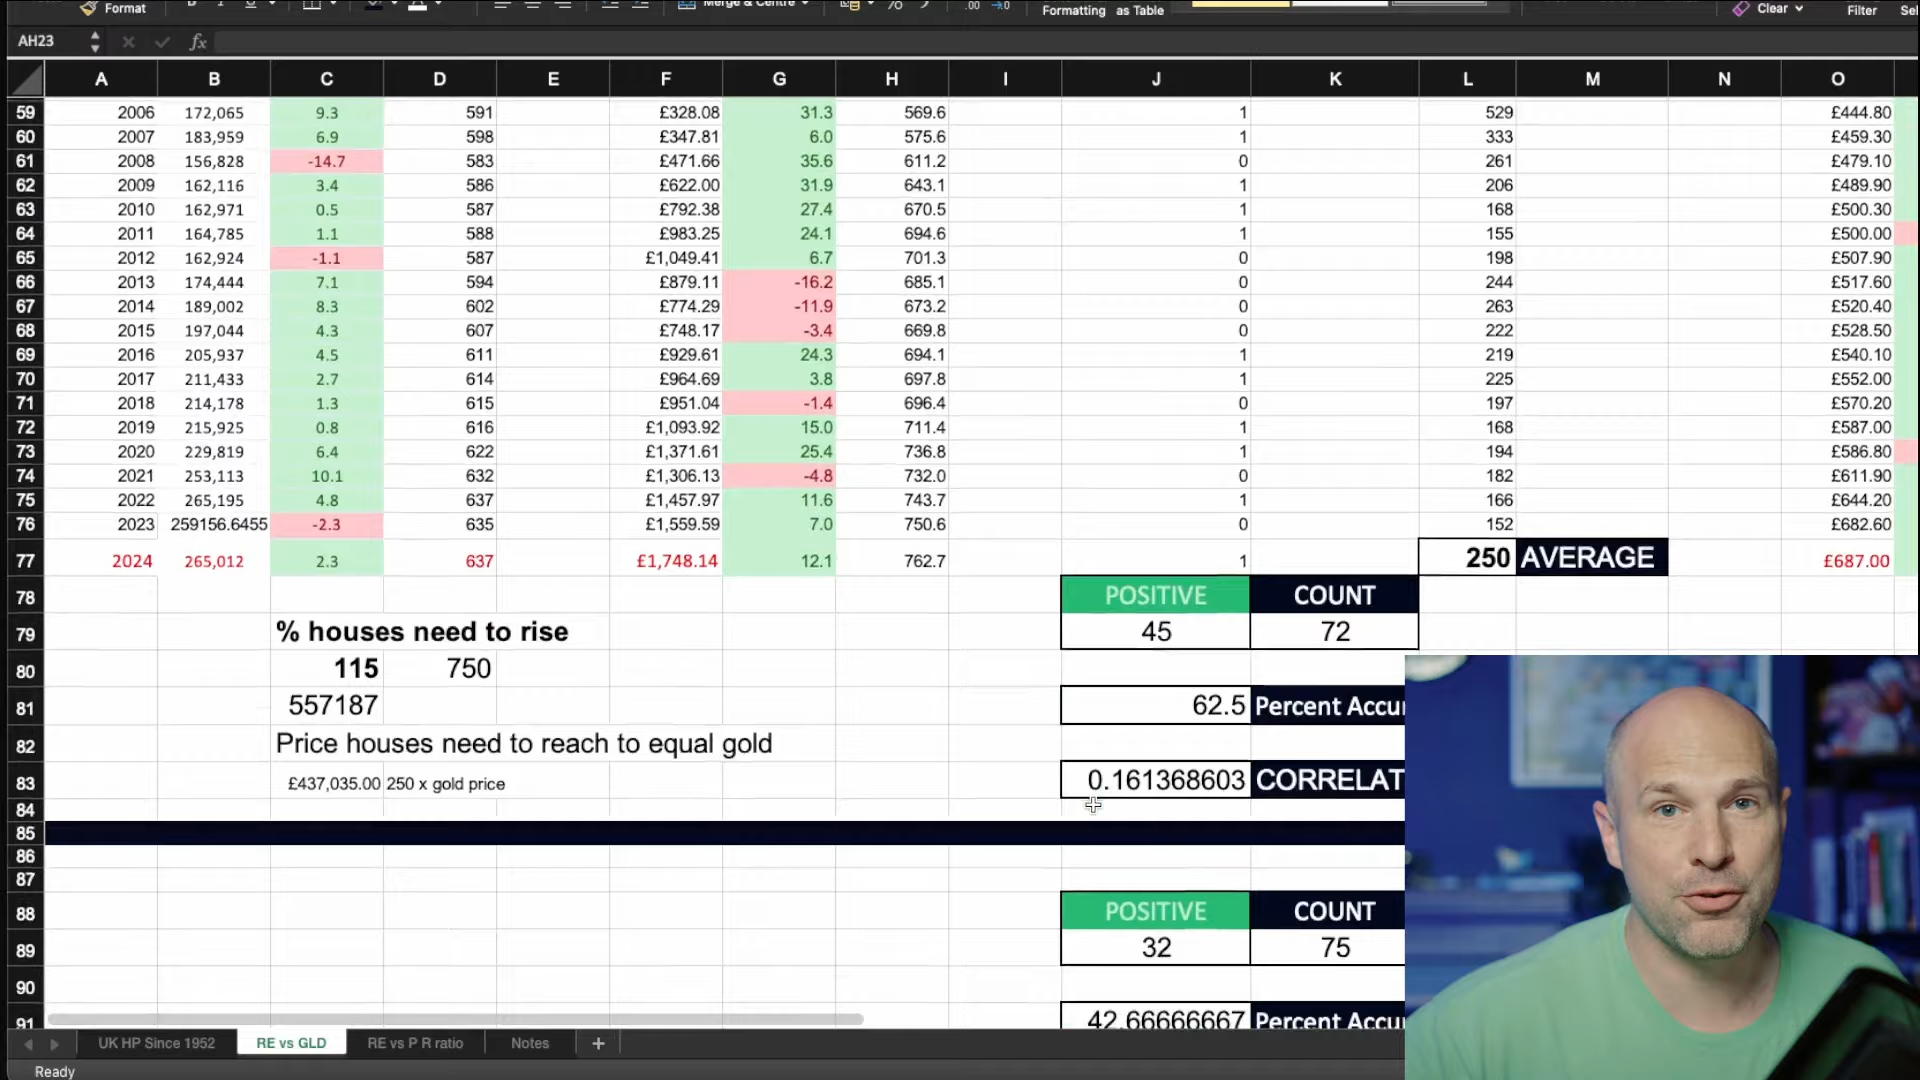 Format
Merge & Centre
Formatting as Table
Clear
Filter
Sel
AH23 fx
A B C D E F G H I J K L M N O
59 2006 172,065 9.3 591 £328.08 31.3 569.6 1 529 £444.80
60 2007 183,959 6.9 598 £347.81 6.0 575.6 1 333 £459.30
61 2008 156,828 -14.7 583 £471.66 35.6 611.2 0 261 £479.10
62 2009 162,116 3.4 586 £622.00 31.9 643.1 1 206 £489.90
63 2010 162,971 0.5 587 £792.38 27.4 670.5 1 168 £500.30
64 2011 164,785 1.1 588 £983.25 24.1 694.6 1 155 £500.00
65 2012 162,924 -1.1 587 £1,049.41 6.7 701.3 0 198 £507.90
66 2013 174,444 7.1 594 £879.11 -16.2 685.1 0 244 £517.60
67 2014 189,002 8.3 602 £774.29 -11.9 673.2 0 263 £520.40
68 2015 197,044 4.3 607 £748.17 -3.4 669.8 0 222 £528.50
69 2016 205,937 4.5 611 £929.61 24.3 694.1 1 219 £540.10
70 2017 211,433 2.7 614 £964.69 3.8 697.8 1 225 £552.00
71 2018 214,178 1.3 615 £951.04 -1.4 696.4 0 197 £570.20
72 2019 215,925 0.8 616 £1,093.92 15.0 711.4 1 168 £587.00
73 2020 229,819 6.4 622 £1,371.61 25.4 736.8 1 194 £586.80
74 2021 253,113 10.1 632 £1,306.13 -4.8 732.0 0 182 £611.90
75 2022 265,195 4.8 637 £1,457.97 11.6 743.7 1 166 £644.20
76 2023 259156.6455 -2.3 635 £1,559.59 7.0 750.6 0 152 £682.60
77 2024 265,012 2.3 637 £1,748.14 12.1 762.7 1 250 AVERAGE £687.00
78 POSITIVE COUNT
79 % houses need to rise 45 72
80 115 750
81 557187 62.5 Percent Accur
82 Price houses need to reach to equal gold
83 £437,035.00 250 x gold price 0.161368603 CORRELAT
84
85
86
87
88 POSITIVE COUNT
89 32 75
90
91 42.66666667 Percent Accur
UK HP Since 1952 RE vs GLD RE vs P R ratio Notes +
Ready